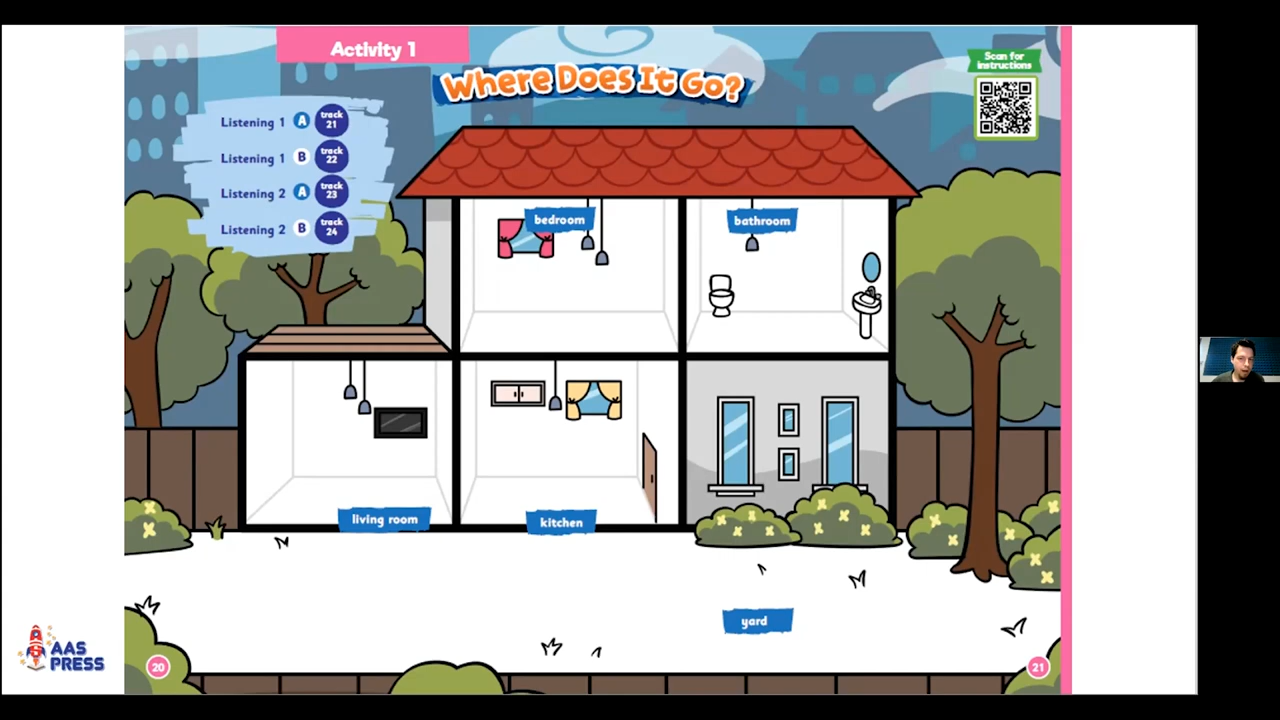 Activity 1
Where Does It Go?
Scan for
instructions
Listening 1 A track 21
Listening 1 B track 22
Listening 2 A track 23
Listening 2 B track 24
bedroom
bathroom
living room
kitchen
yard
AAS
PRESS
20
21